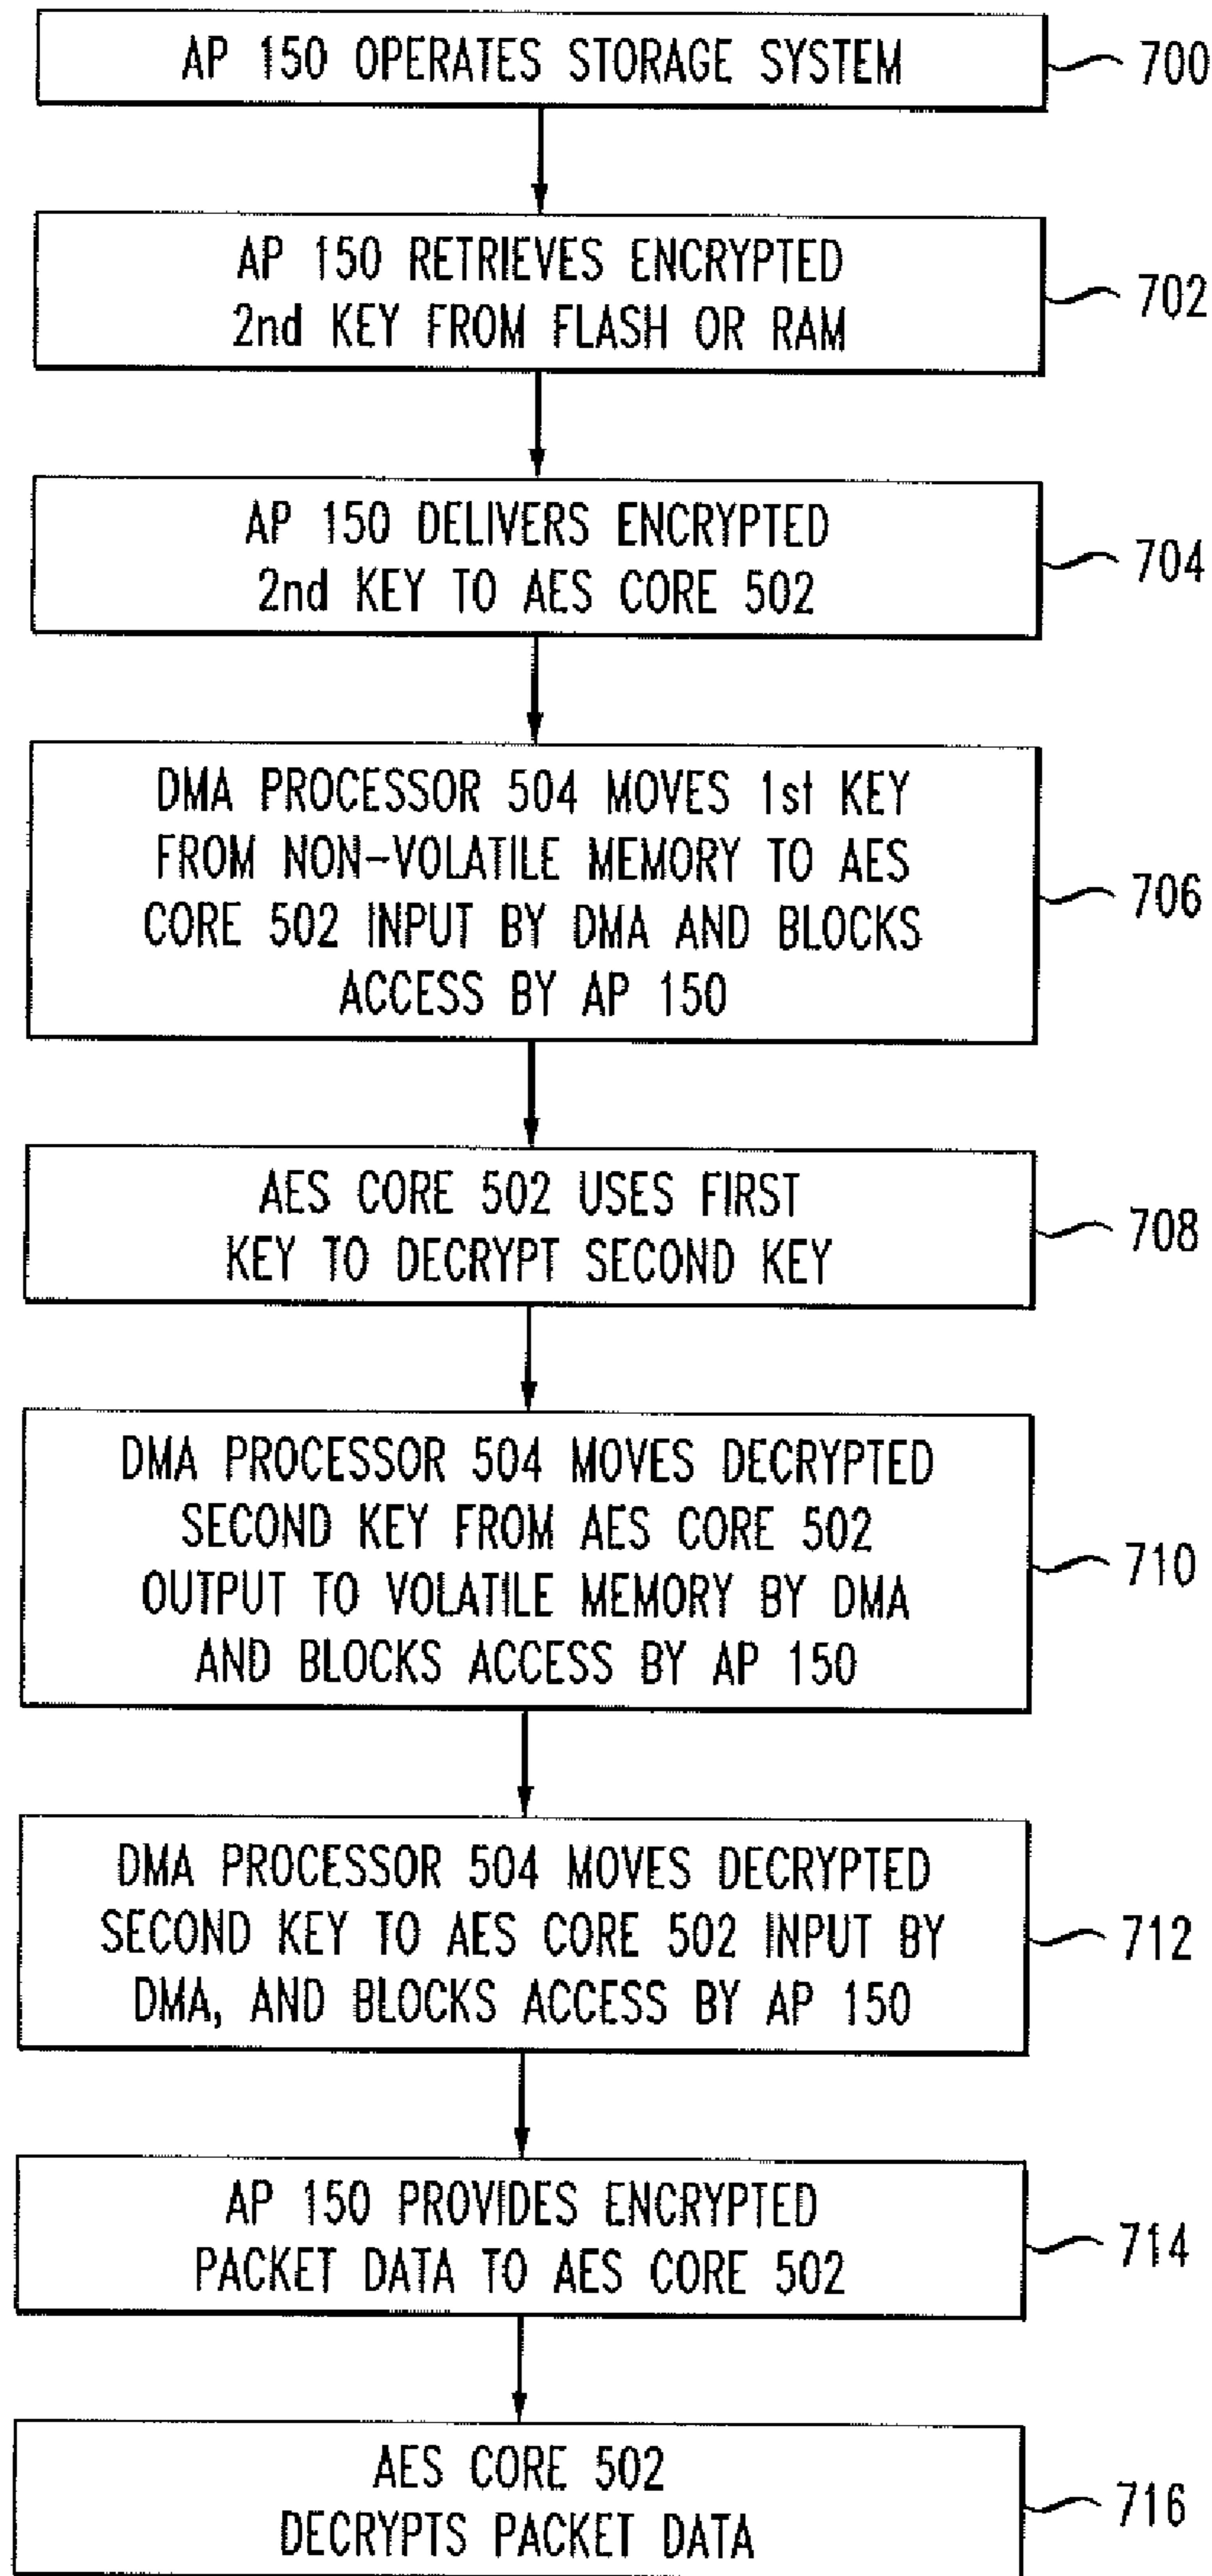 AP 150 OPERATES STORAGE SYSTEM
700
AP 150 RETRIEVES ENCRYPTED
2nd KEY FROM FLASH OR RAM
702
AP 150 DELIVERS ENCRYPTED
2nd KEY TO AES CORE 502
704
DMA PROCESSOR 504 MOVES 1st KEY
FROM NON-VOLATILE MEMORY TO AES
CORE 502 INPUT BY DMA AND BLOCKS
ACCESS BY AP 150
706
AES CORE 502 USES FIRST
KEY TO DECRYPT SECOND KEY
708
DMA PROCESSOR 504 MOVES DECRYPTED
SECOND KEY FROM AES CORE 502
OUTPUT TO VOLATILE MEMORY BY DMA
AND BLOCKS ACCESS BY AP 150
710
DMA PROCESSOR 504 MOVES DECRYPTED
SECOND KEY TO AES CORE 502 INPUT BY
DMA, AND BLOCKS ACCESS BY AP 150
712
AP 150 PROVIDES ENCRYPTED
PACKET DATA TO AES CORE 502
714
AES CORE 502
DECRYPTS PACKET DATA
716